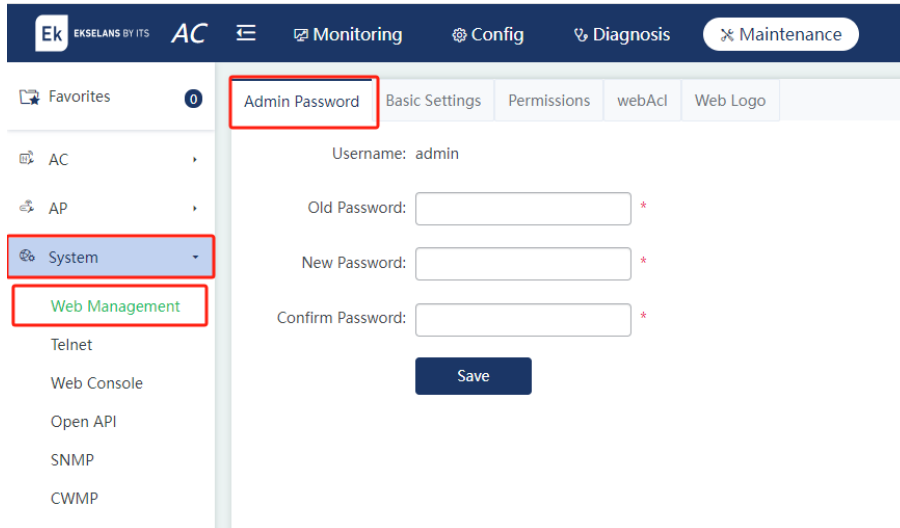 Ek EKSELANS BY ITS AC Monitoring Config Diagnosis Maintenance
Favorites 0
AC
AP
System
Web Management
Telnet
Web Console
Open API
SNMP
CWMP
Admin Password Basic Settings Permissions webAcl Web Logo
Username: admin
Old Password: *
New Password: *
Confirm Password: *
Save